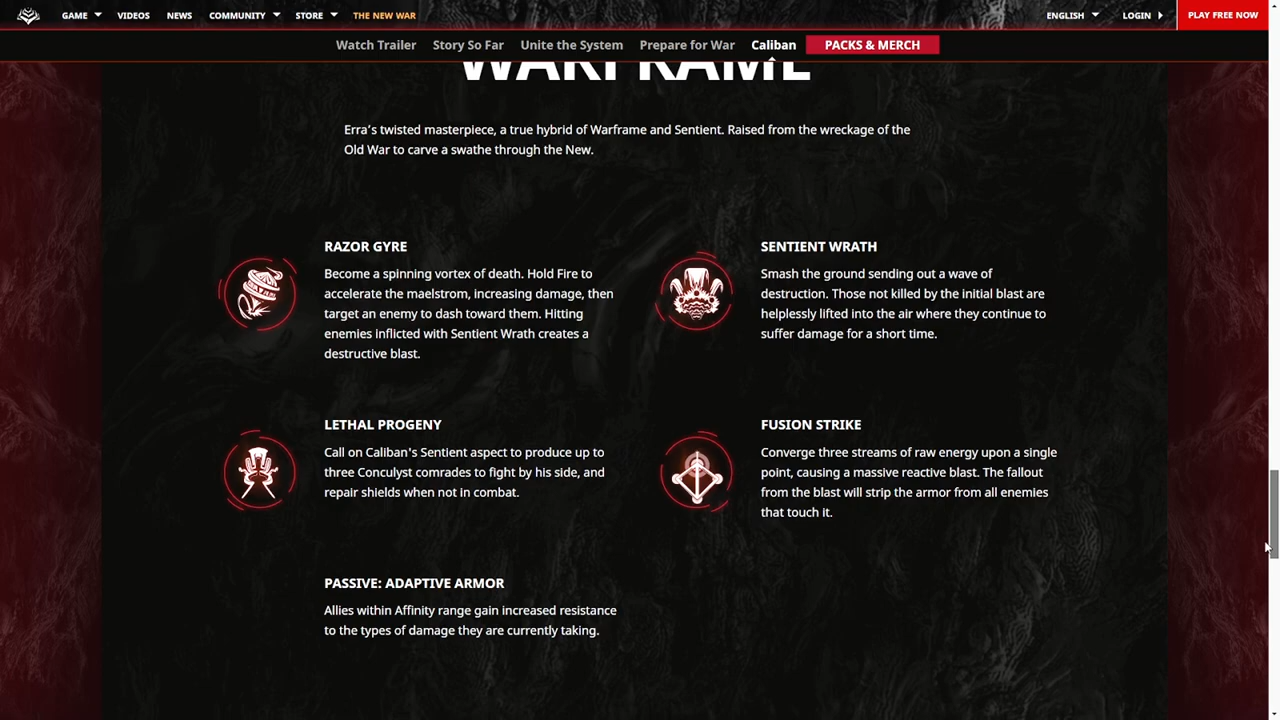 GAME
VIDEOS
NEWS
COMMUNITY
STORE
THE NEW WAR
ENGLISH
LOGIN
PLAY FREE NOW
Watch Trailer
Story So Far
Unite the System
Prepare for War
Caliban
PACKS & MERCH
WARFRAME
Erra's twisted masterpiece, a true hybrid of Warframe and Sentient. Raised from the wreckage of the
Old War to carve a swathe through the New.
RAZOR GYRE
Become a spinning vortex of death. Hold Fire to
accelerate the maelstrom, increasing damage, then
target an enemy to dash toward them. Hitting
enemies inflicted with Sentient Wrath creates a
destructive blast.
SENTIENT WRATH
Smash the ground sending out a wave of
destruction. Those not killed by the initial blast are
helplessly lifted into the air where they continue to
suffer damage for a short time.
LETHAL PROGENY
Call on Caliban's Sentient aspect to produce up to
three Conculyst comrades to fight by his side, and
repair shields when not in combat.
FUSION STRIKE
Converge three streams of raw energy upon a single
point, causing a massive reactive blast. The fallout
from the blast will strip the armor from all enemies
that touch it.
PASSIVE: ADAPTIVE ARMOR
Allies within Affinity range gain increased resistance
to the types of damage they are currently taking.